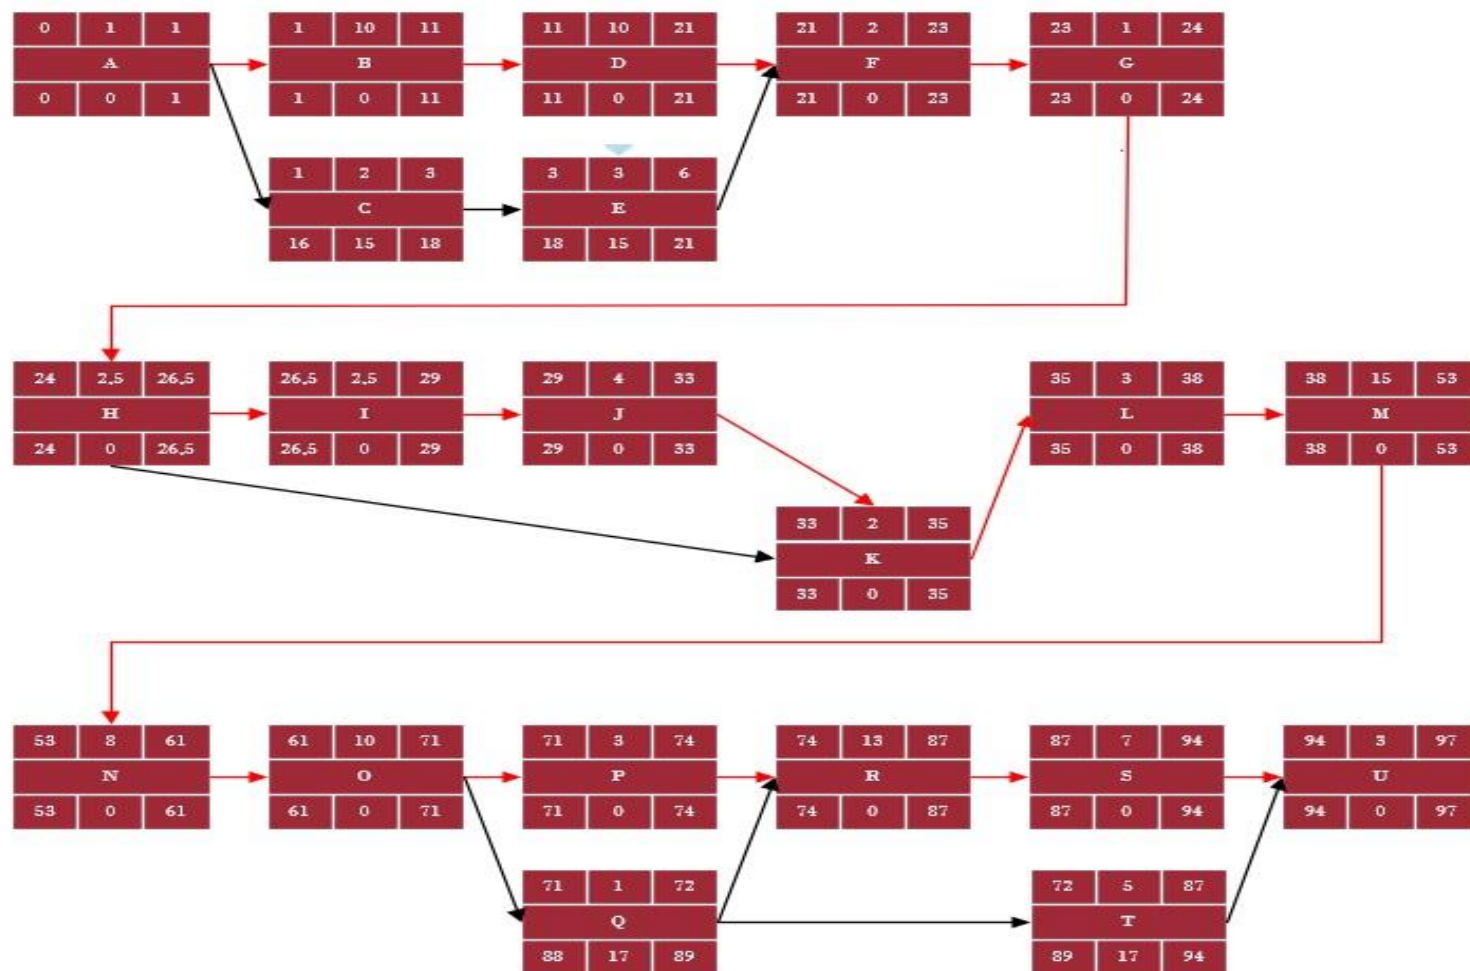 0 1 1 1 10 11 11 10 21 21 2 23 23 1 24
A B D F G
0 0 1 1 0 11 11 0 21 21 0 23 23 0 24
1 2 3 3 3 6
C E
16 15 18 18 15 21
24 2,5 26,5 26,5 2,5 29 29 4 33 35 3 38 38 15 53
H I J L M
24 0 26,5 26,5 0 29 29 0 33 35 0 38 38 0 53
33 2 35
K
33 0 35
53 8 61 61 10 71 71 3 74 74 13 87 87 7 94 94 3 97
N O P R S U
53 0 61 61 0 71 71 0 74 74 0 87 87 0 94 94 0 97
71 1 72 72 5 87
Q T
88 17 89 89 17 94